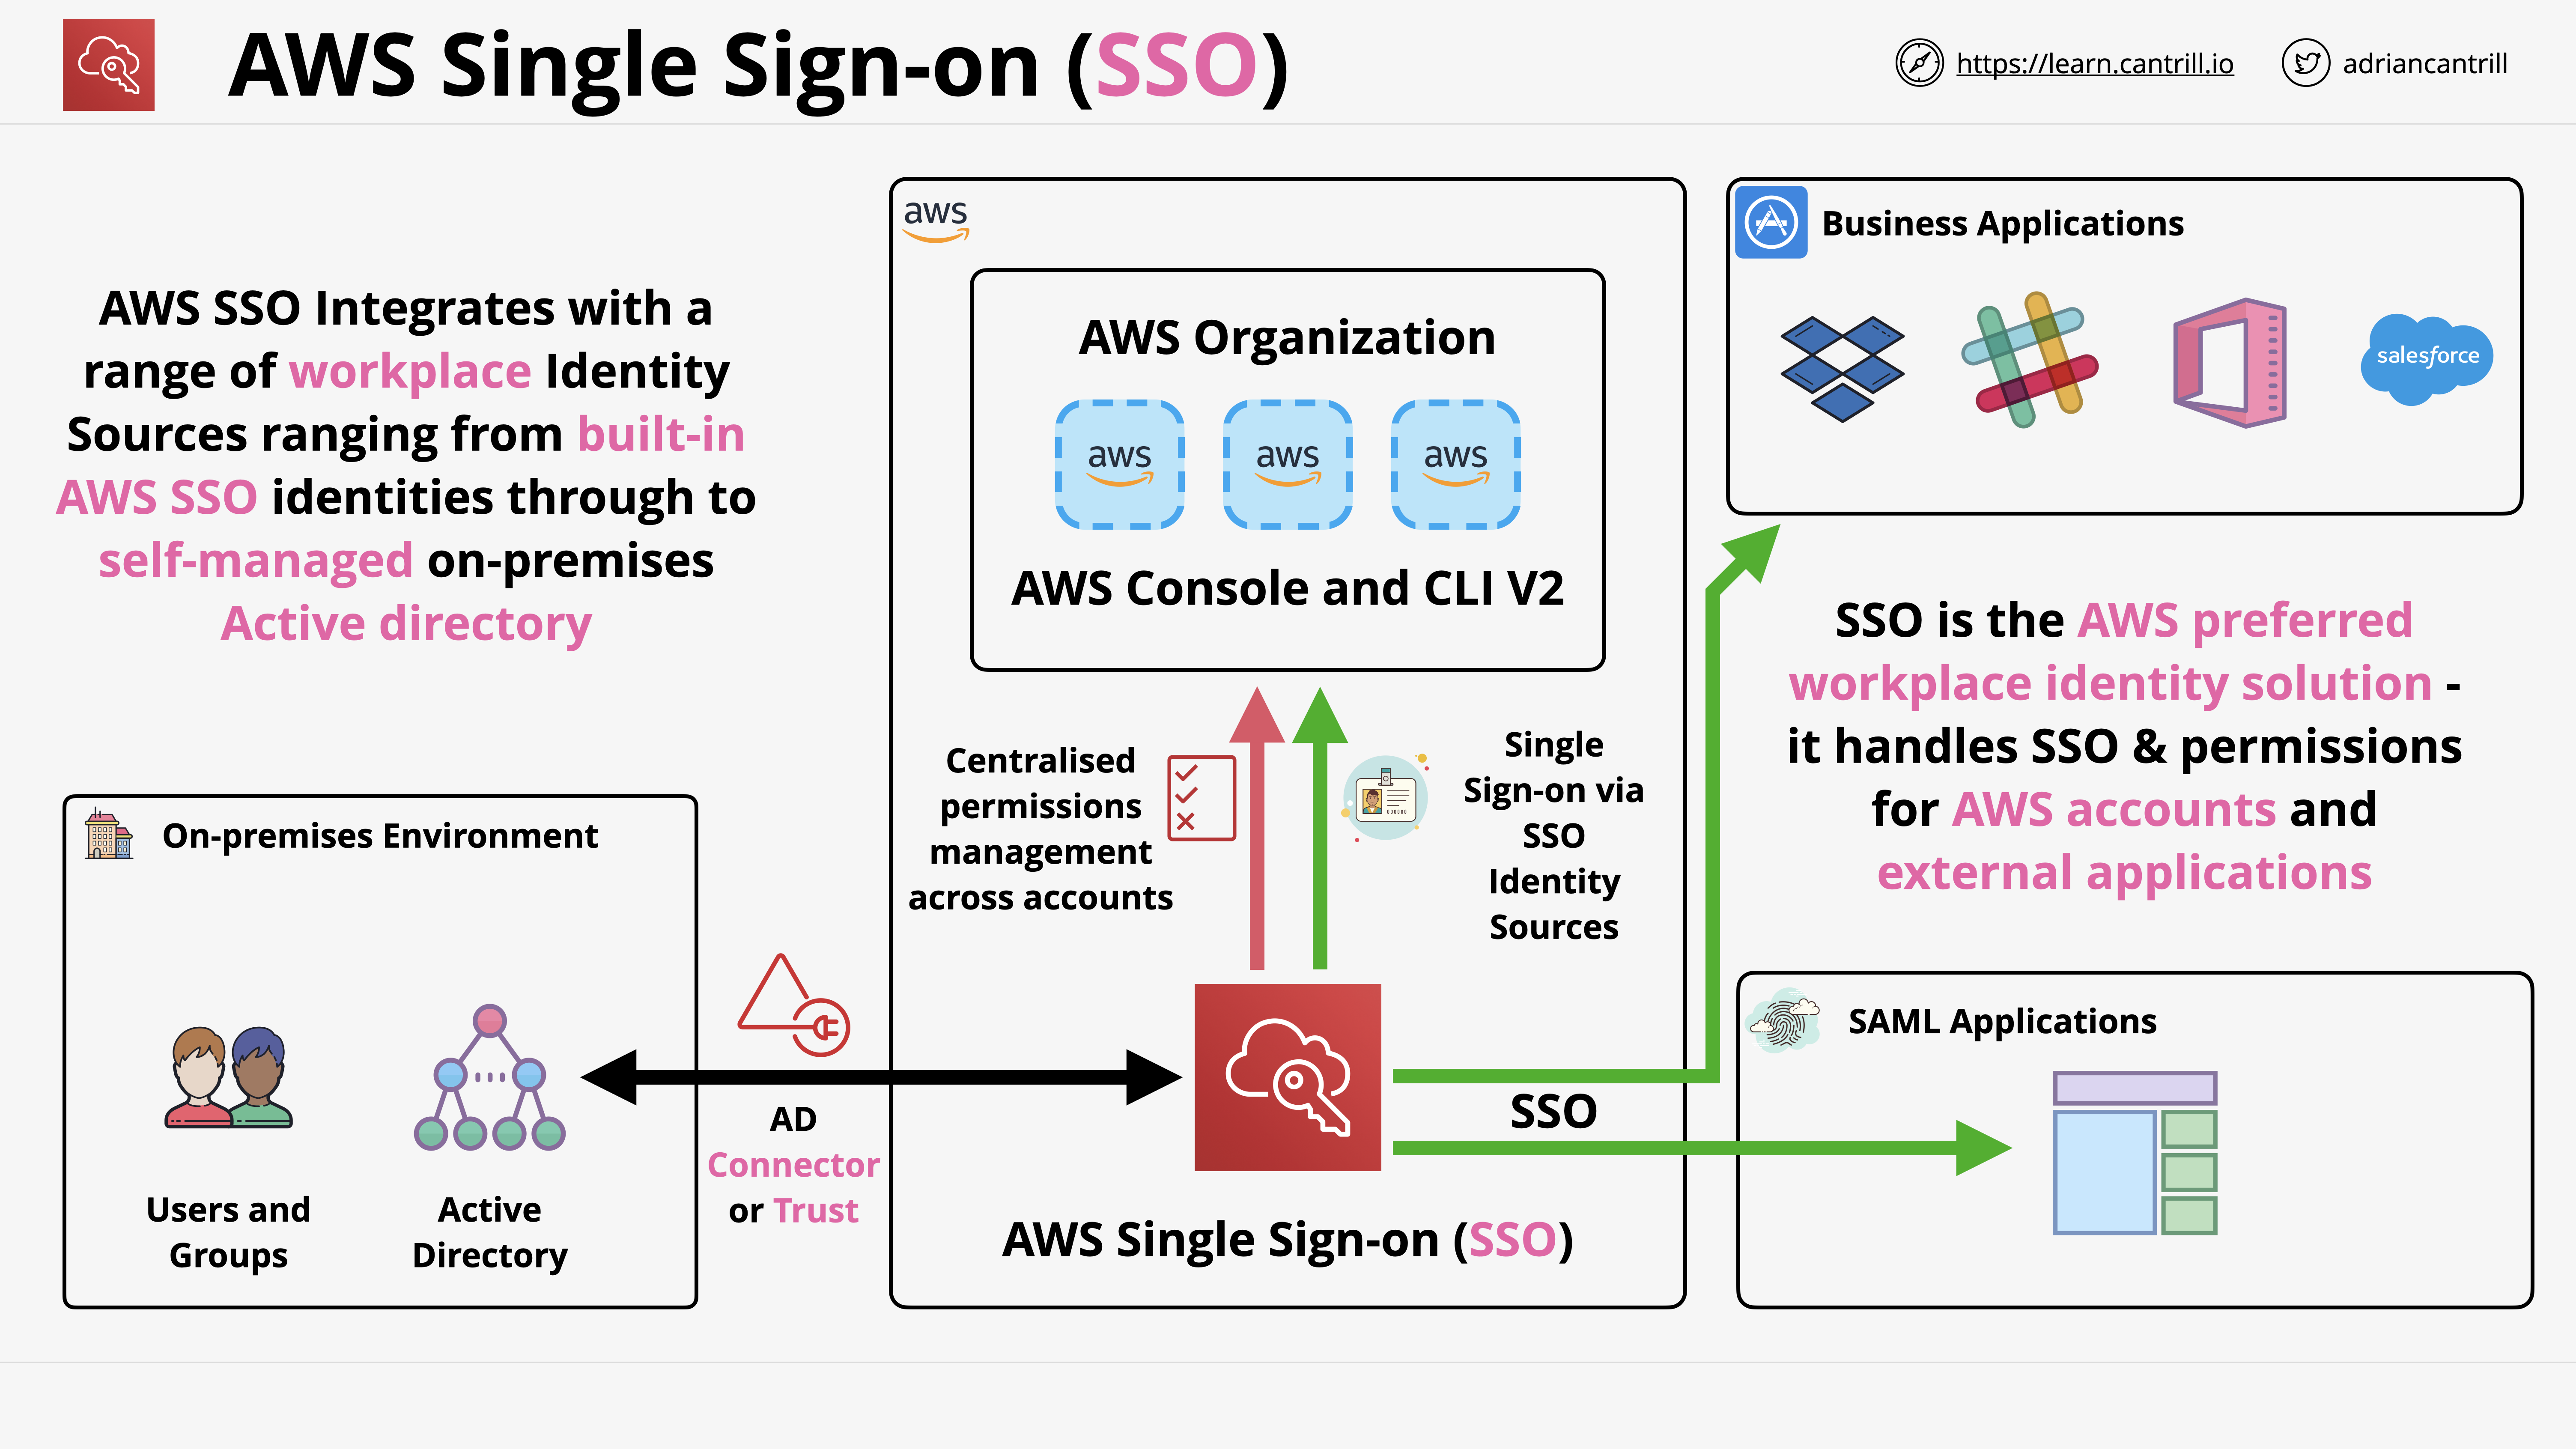 AWS Single Sign-on (SSO)
https://learn.cantrill.io
adriancantrill
AWS SSO Integrates with a
range of workplace Identity
Sources ranging from built-in
AWS SSO identities through to
self-managed on-premises
Active directory
aws
AWS Organization
aws
aws
aws
AWS Console and CLI V2
Business Applications
salesforce
SSO is the AWS preferred
workplace identity solution -
it handles SSO & permissions
for AWS accounts and
external applications
Centralised
permissions
management
across accounts
Single
Sign-on via
SSO
Identity
Sources
On-premises Environment
Users and
Groups
Active
Directory
AD
Connector
or Trust
AWS Single Sign-on (SSO)
SSO
SAML Applications